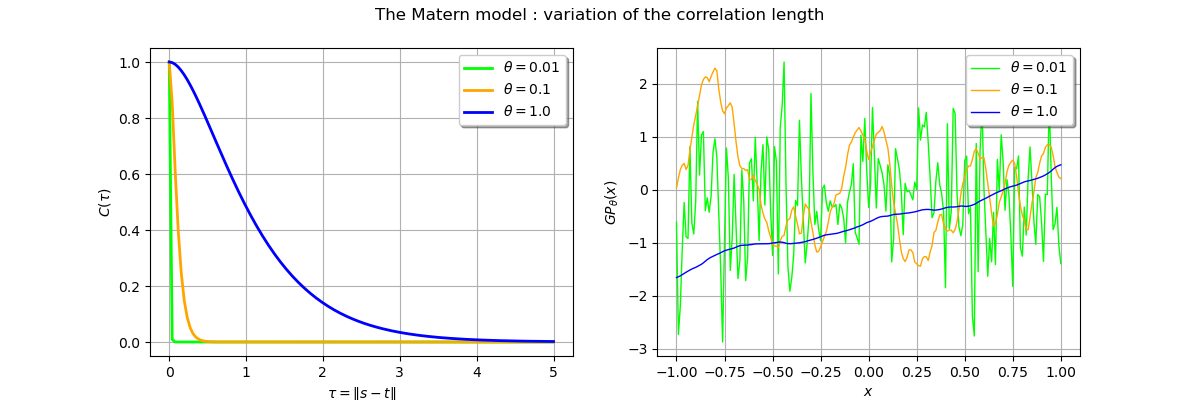 The Matern model : variation of the correlation length
C(τ)
1.0
0.8
0.6
0.4
0.2
0.0
0 1 2 3 4 5
τ = ‖s − t‖
θ = 0.01
θ = 0.1
θ = 1.0
GP_θ(x)
2
1
0
−1
−2
−3
−1.00 −0.75 −0.50 −0.25 0.00 0.25 0.50 0.75 1.00
x
θ = 0.01
θ = 0.1
θ = 1.0